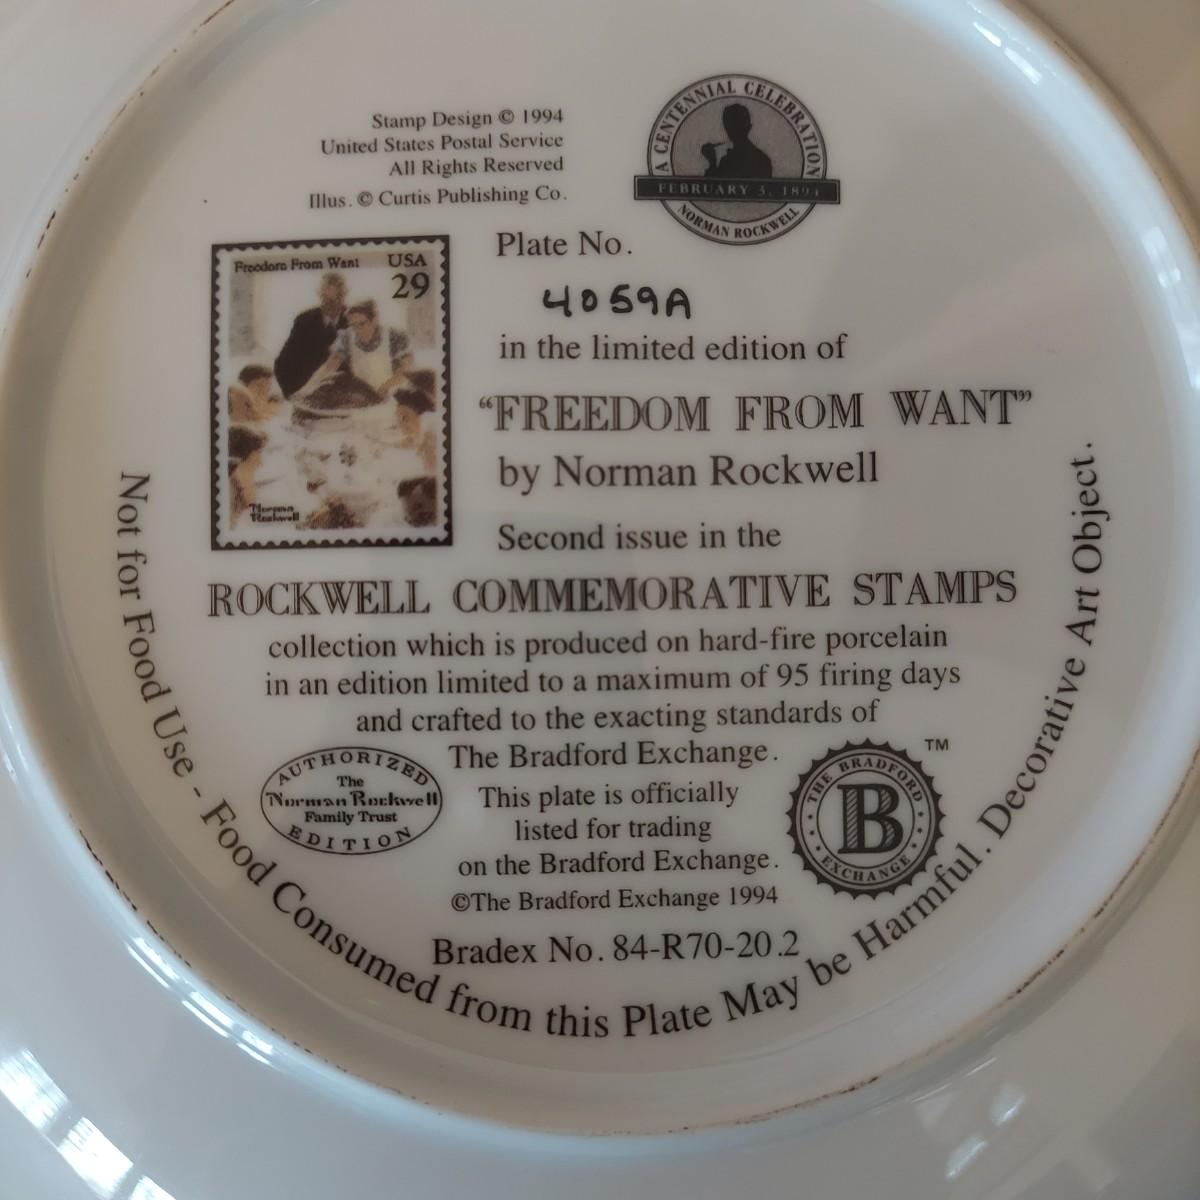 Stamp Design © 1994
United States Postal Service
All Rights Reserved
Illus. © Curtis Publishing Co.
A CENTENNIAL CELEBRATION
FEBRUARY 3, 1894
NORMAN ROCKWELL
Freedom From Want USA
29
Norman
Rockwell
Plate No.
4059A
in the limited edition of
“FREEDOM FROM WANT”
by Norman Rockwell
Second issue in the
ROCKWELL COMMEMORATIVE STAMPS
collection which is produced on hard-fire porcelain
in an edition limited to a maximum of 95 firing days
and crafted to the exacting standards of
The Bradford Exchange.
AUTHORIZED
The
Norman Rockwell
Family Trust
EDITION
This plate is officially
listed for trading
on the Bradford Exchange.
©The Bradford Exchange 1994
THE BRADFORD
B
EXCHANGE
TM
Bradex No. 84-R70-20.2
Not for Food Use - Food Consumed from this Plate May be Harmful. Decorative Art Object.